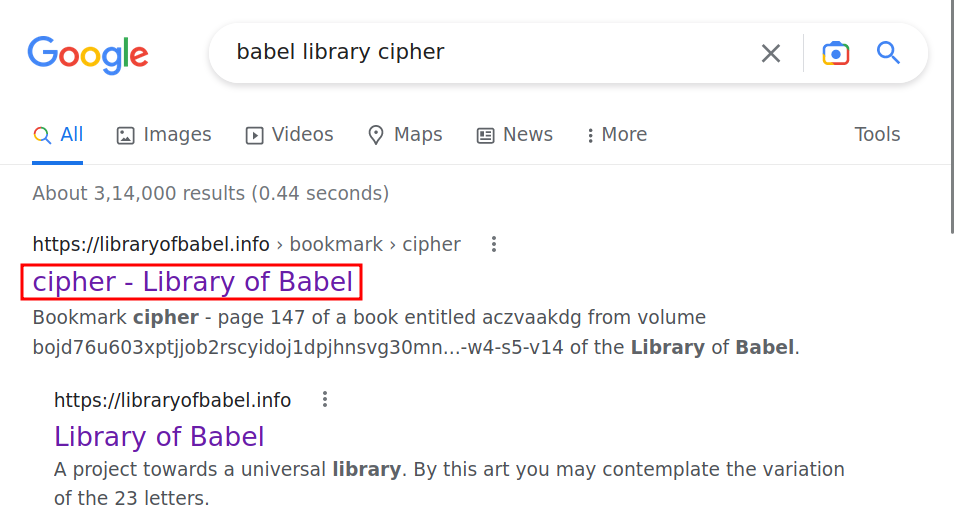 Google
babel library cipher
All Images Videos Maps News More Tools
About 3,14,000 results (0.44 seconds)
https://libraryofbabel.info › bookmark › cipher
cipher - Library of Babel
Bookmark cipher - page 147 of a book entitled aczvaakdg from volume
bojd76u603xptjjob2rscyidoj1dpjhnsvg30mn...-w4-s5-v14 of the Library of Babel.
https://libraryofbabel.info
Library of Babel
A project towards a universal library. By this art you may contemplate the variation
of the 23 letters.